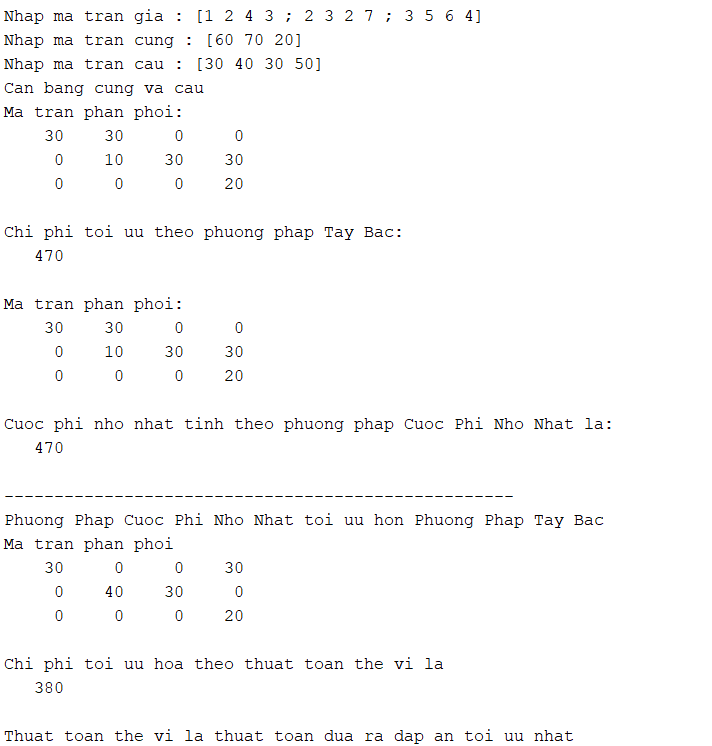 Nhap ma tran gia : [1 2 4 3 ; 2 3 2 7 ; 3 5 6 4]
Nhap ma tran cung : [60 70 20]
Nhap ma tran cau : [30 40 30 50]
Can bang cung va cau
Ma tran phan phoi:
30 30 0 0
0 10 30 30
0 0 0 20
Chi phi toi uu theo phuong phap Tay Bac:
470
Ma tran phan phoi:
30 30 0 0
0 10 30 30
0 0 0 20
Cuoc phi nho nhat tinh theo phuong phap Cuoc Phi Nho Nhat la:
470
---------------------------------------------------
Phuong Phap Cuoc Phi Nho Nhat toi uu hon Phuong Phap Tay Bac
Ma tran phan phoi
30 0 0 30
0 40 30 0
0 0 0 20
Chi phi toi uu hoa theo thuat toan the vi la
380
Thuat toan the vi la thuat toan dua ra dap an toi uu nhat